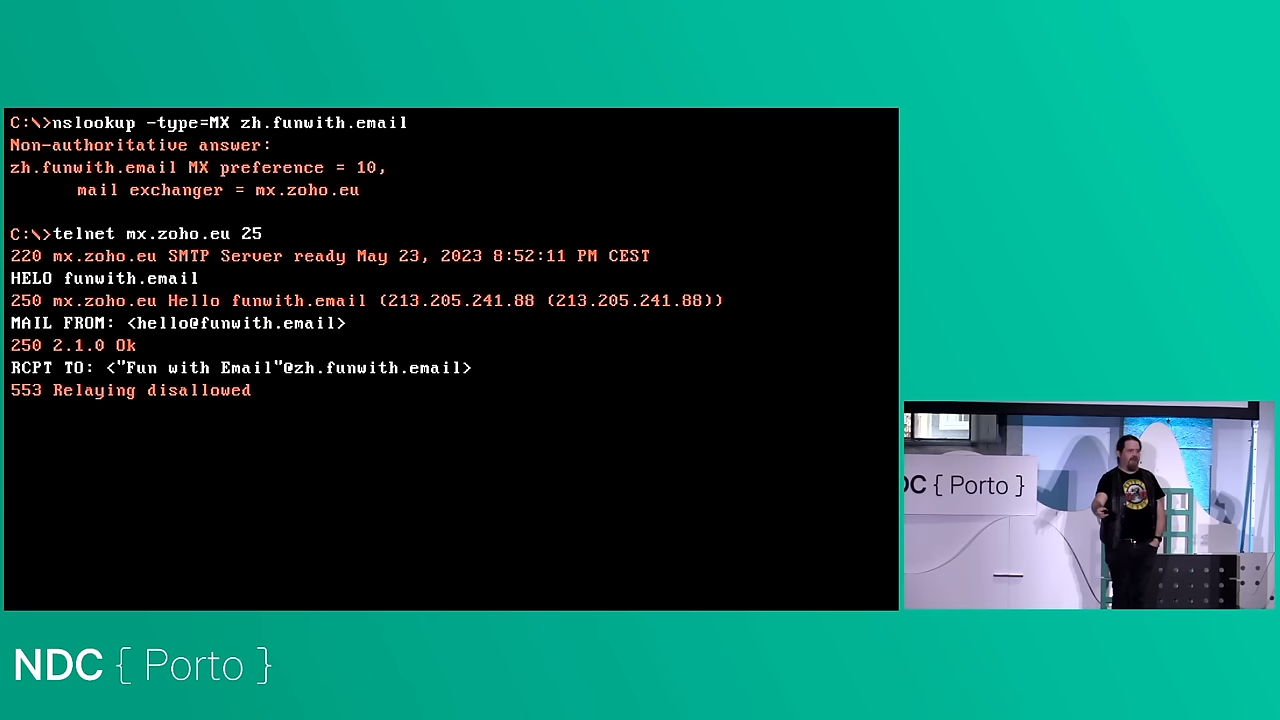 C:\>nslookup -type=MX zh.funwith.email
Non-authoritative answer:
zh.funwith.email MX preference = 10,
mail exchanger = mx.zoho.eu
C:\>telnet mx.zoho.eu 25
220 mx.zoho.eu SMTP Server ready May 23, 2023 8:52:11 PM CEST
HELO funwith.email
250 mx.zoho.eu Hello funwith.email (213.205.241.88 (213.205.241.88))
MAIL FROM: <hello@funwith.email>
250 2.1.0 Ok
RCPT TO: <"Fun with Email"@zh.funwith.email>
553 Relaying disallowed
DC { Porto }
NDC { Porto }